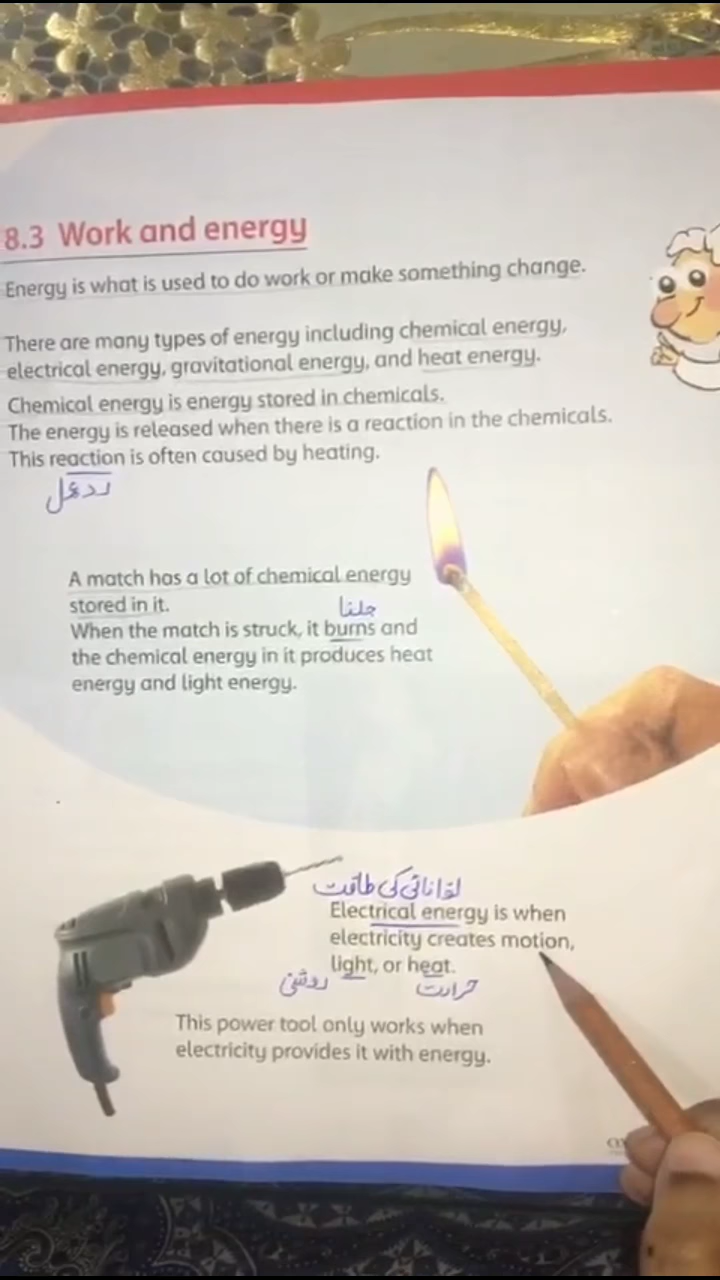 8.3 Work and energy
Energy is what is used to do work or make something change.
There are many types of energy including chemical energy,
electrical energy, gravitational energy, and heat energy.
Chemical energy is energy stored in chemicals.
The energy is released when there is a reaction in the chemicals.
This reaction is often caused by heating.
ردعمل
A match has a lot of chemical energy
stored in it.
جلنا
When the match is struck, it burns and
the chemical energy in it produces heat
energy and light energy.
توانائی کی طاقت
Electrical energy is when
electricity creates motion,
light, or heat.
روشنی حرارت
This power tool only works when
electricity provides it with energy.